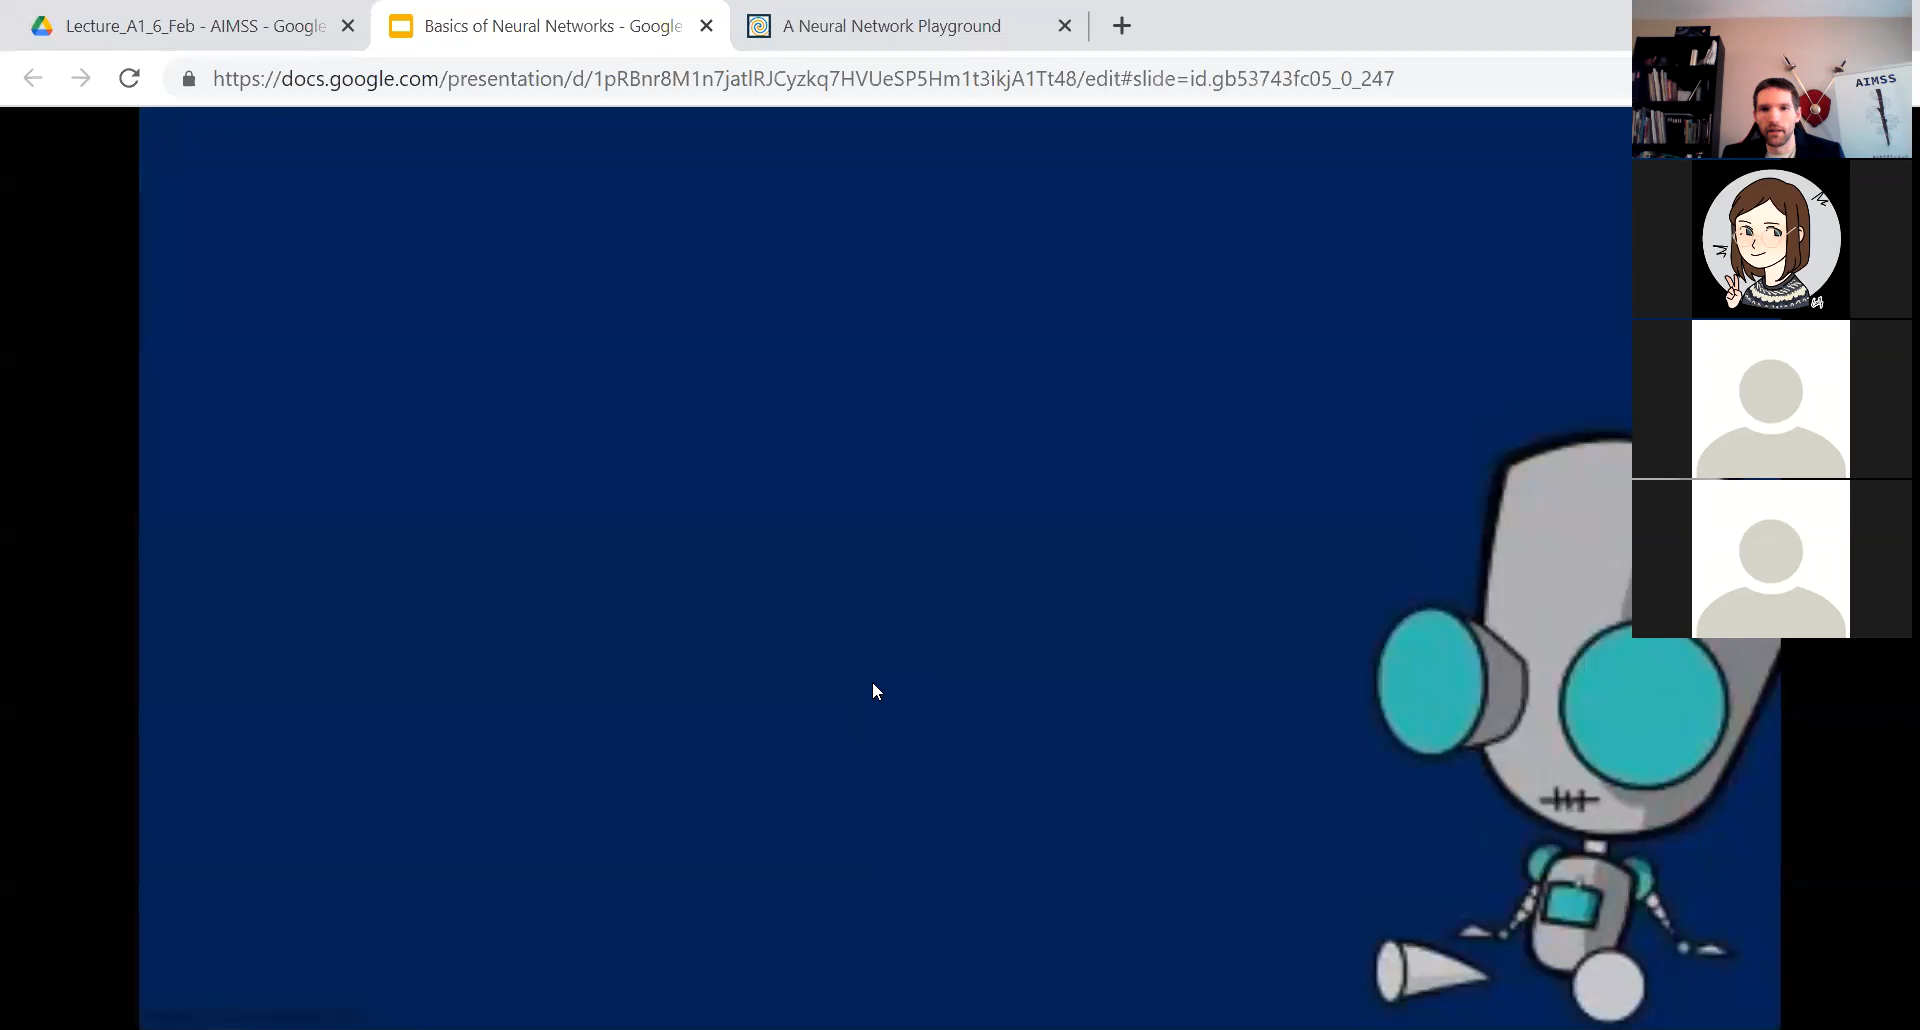 Lecture_A1_6_Feb - AIMSS - Google
Basics of Neural Networks - Google
A Neural Network Playground
https://docs.google.com/presentation/d/1pRBnr8M1n7jatlRJCyzkq7HVUeSP5Hm1t3ikjA1Tt48/edit#slide=id.gb53743fc05_0_247
AIMSS